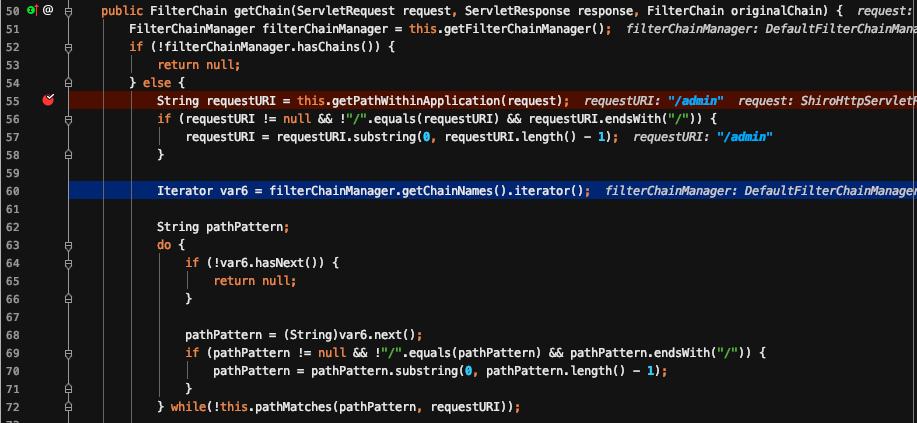 50 public FilterChain getChain(ServletRequest request, ServletResponse response, FilterChain originalChain) { request:
51 FilterChainManager filterChainManager = this.getFilterChainManager(); filterChainManager: DefaultFilterChainMana
52 if (!filterChainManager.hasChains()) {
53 return null;
54 } else {
55 String requestURI = this.getPathWithinApplication(request); requestURI: "/admin" request: ShiroHttpServletR
56 if (requestURI != null && !"/".equals(requestURI) && requestURI.endsWith("/")) {
57 requestURI = requestURI.substring(0, requestURI.length() - 1); requestURI: "/admin"
58 }
59
60 Iterator var6 = filterChainManager.getChainNames().iterator(); filterChainManager: DefaultFilterChainManager
61
62 String pathPattern;
63 do {
64 if (!var6.hasNext()) {
65 return null;
66 }
67
68 pathPattern = (String)var6.next();
69 if (pathPattern != null && !"/".equals(pathPattern) && pathPattern.endsWith("/")) {
70 pathPattern = pathPattern.substring(0, pathPattern.length() - 1);
71 }
72 } while(!this.pathMatches(pathPattern, requestURI));